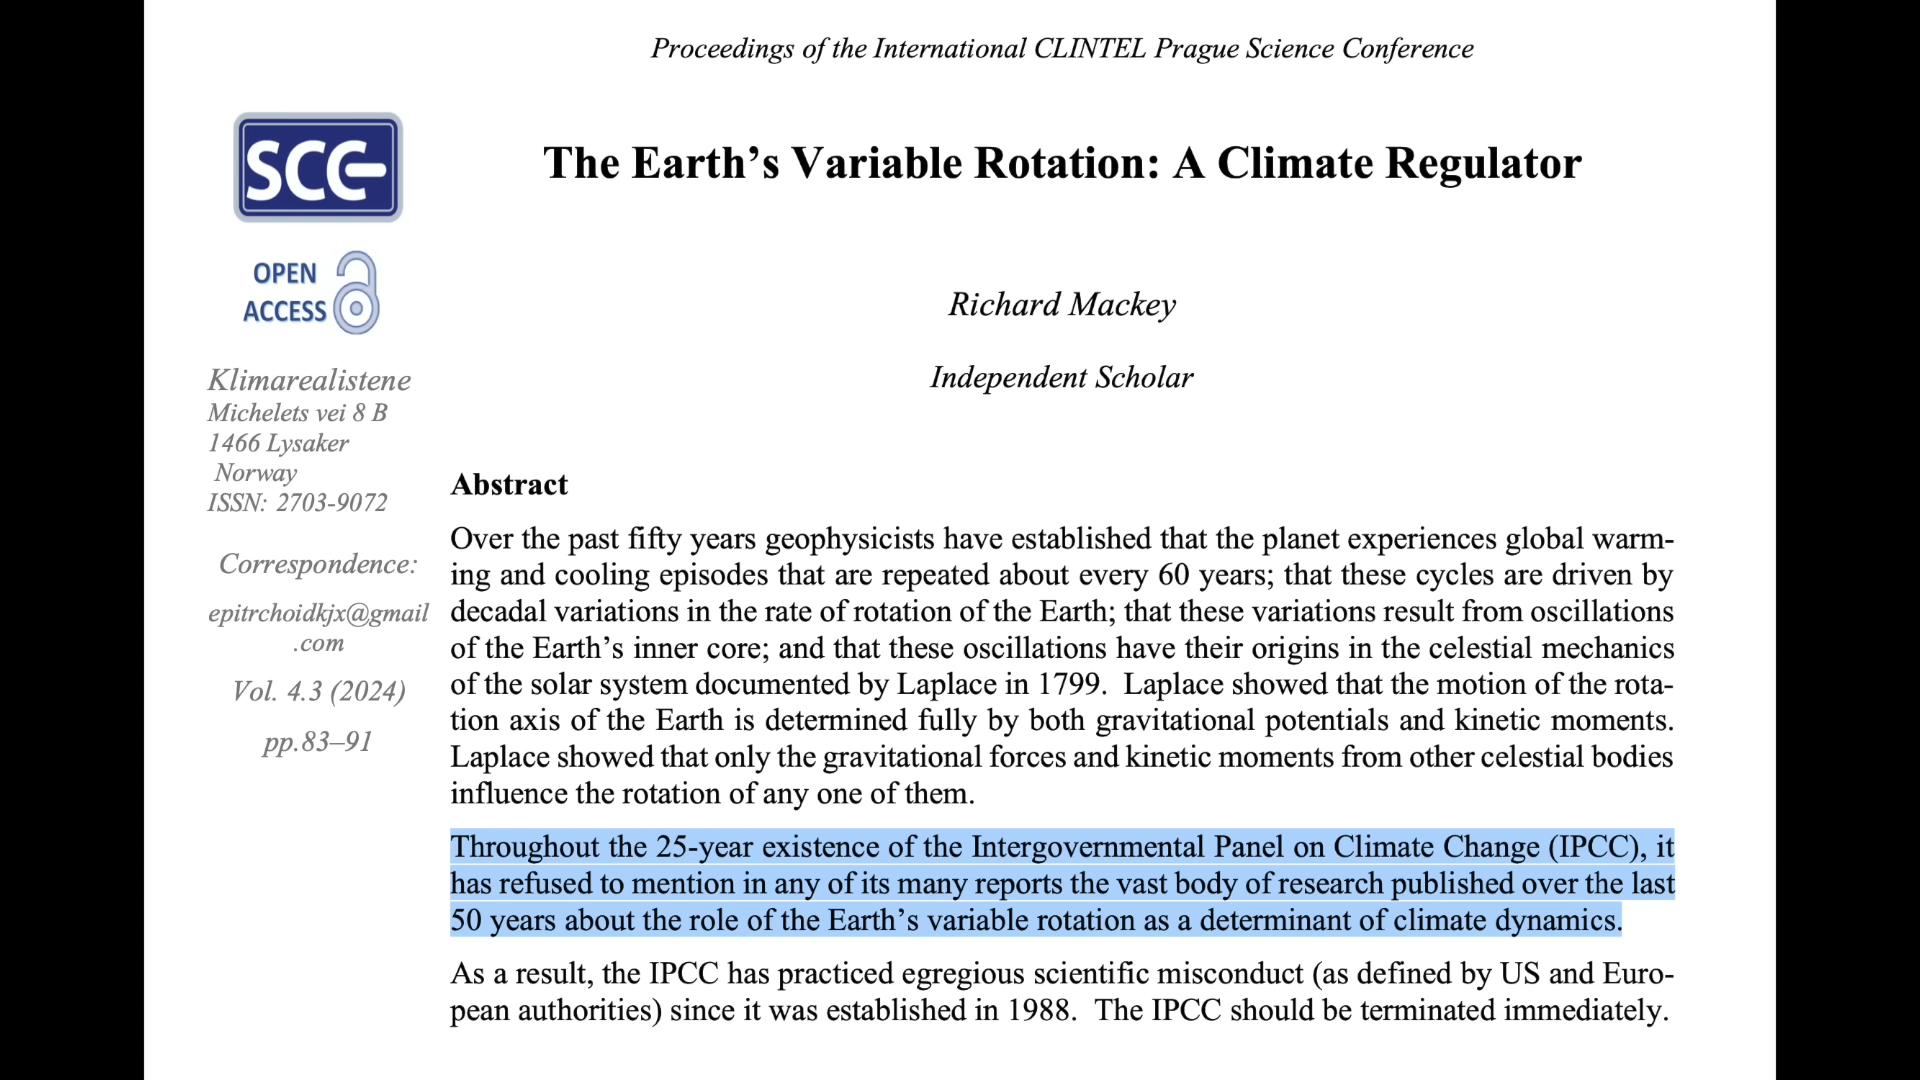 Proceedings of the International CLINTEL Prague Science Conference
SCC
OPEN
ACCESS
Klimarealistene
Michelets vei 8 B
1466 Lysaker
Norway
ISSN: 2703-9072
Correspondence:
epitrchoidkjx@gmail
.com
Vol. 4.3 (2024)
pp.83–91
The Earth’s Variable Rotation: A Climate Regulator
Richard Mackey
Independent Scholar
Abstract
Over the past fifty years geophysicists have established that the planet experiences global warm-
ing and cooling episodes that are repeated about every 60 years; that these cycles are driven by
decadal variations in the rate of rotation of the Earth; that these variations result from oscillations
of the Earth’s inner core; and that these oscillations have their origins in the celestial mechanics
of the solar system documented by Laplace in 1799. Laplace showed that the motion of the rota-
tion axis of the Earth is determined fully by both gravitational potentials and kinetic moments.
Laplace showed that only the gravitational forces and kinetic moments from other celestial bodies
influence the rotation of any one of them.
Throughout the 25-year existence of the Intergovernmental Panel on Climate Change (IPCC), it
has refused to mention in any of its many reports the vast body of research published over the last
50 years about the role of the Earth’s variable rotation as a determinant of climate dynamics.
As a result, the IPCC has practiced egregious scientific misconduct (as defined by US and Euro-
pean authorities) since it was established in 1988. The IPCC should be terminated immediately.